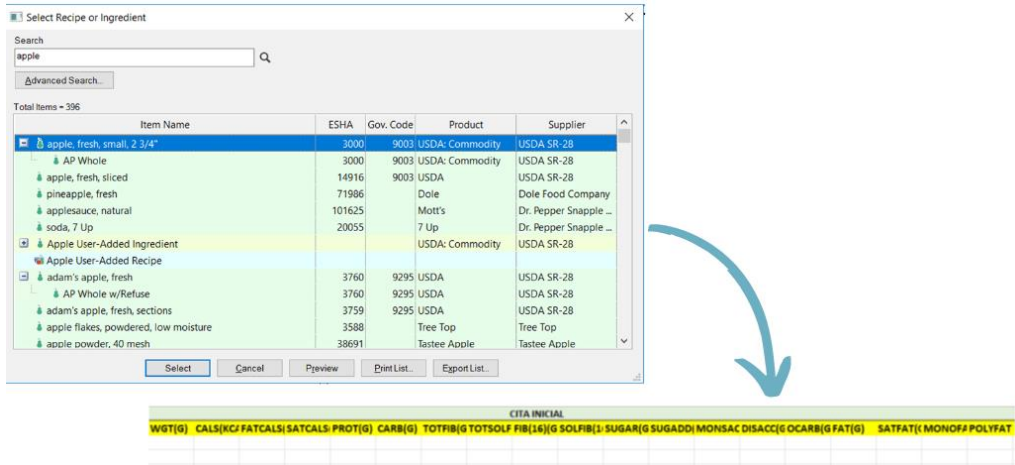 Select Recipe or Ingredient
Search
apple
Advanced Search...
Total Items = 396
Item Name ESHA Gov. Code Product Supplier
apple, fresh, small, 2 3/4" 3000 9003 USDA: Commodity USDA SR-28
AP Whole 3000 9003 USDA: Commodity USDA SR-28
apple, fresh, sliced 14916 9003 USDA USDA SR-28
pineapple, fresh 71986 Dole Dole Food Company
applesauce, natural 101625 Mott's Dr. Pepper Snapple ...
soda, 7 Up 20055 7 Up Dr. Pepper Snapple ...
Apple User-Added Ingredient USDA: Commodity USDA SR-28
Apple User-Added Recipe
adam's apple, fresh 3760 9295 USDA USDA SR-28
AP Whole w/Refuse 3760 9295 USDA USDA SR-28
adam's apple, fresh, sections 3759 9295 USDA USDA SR-28
apple flakes, powdered, low moisture 3588 Tree Top Tree Top
apple powder, 40 mesh 38691 Tastee Apple Tastee Apple
Select Cancel Preview Print List... Export List...
CITA INICIAL
WGT(G) CALS(KCA FATCALS( SATCALS( PROT(G) CARB(G) TOTFIB(G TOTSOLF FIB(16)(G SOLFIB(1 SUGAR(G SUGADD( MONSAC DISACC(G OCARB(G FAT(G) SATFAT( MONOFA POLYFAT